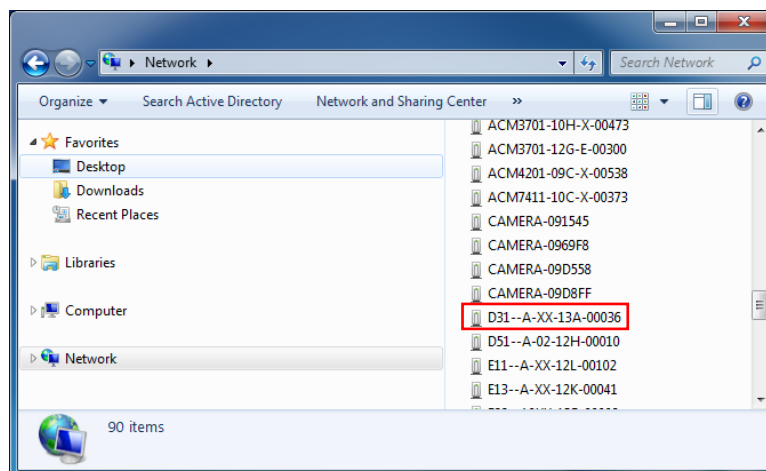 Network
Search Network
Organize Search Active Directory Network and Sharing Center »
Favorites
Desktop
Downloads
Recent Places
Libraries
Computer
Network
ACM3701-10H-X-00473
ACM3701-12G-E-00300
ACM4201-09C-X-00538
ACM7411-10C-X-00373
CAMERA-091545
CAMERA-0969F8
CAMERA-09D558
CAMERA-09D8FF
D31--A-XX-13A-00036
D51--A-02-12H-00010
E11--A-XX-12L-00102
E13--A-XX-12K-00041
90 items